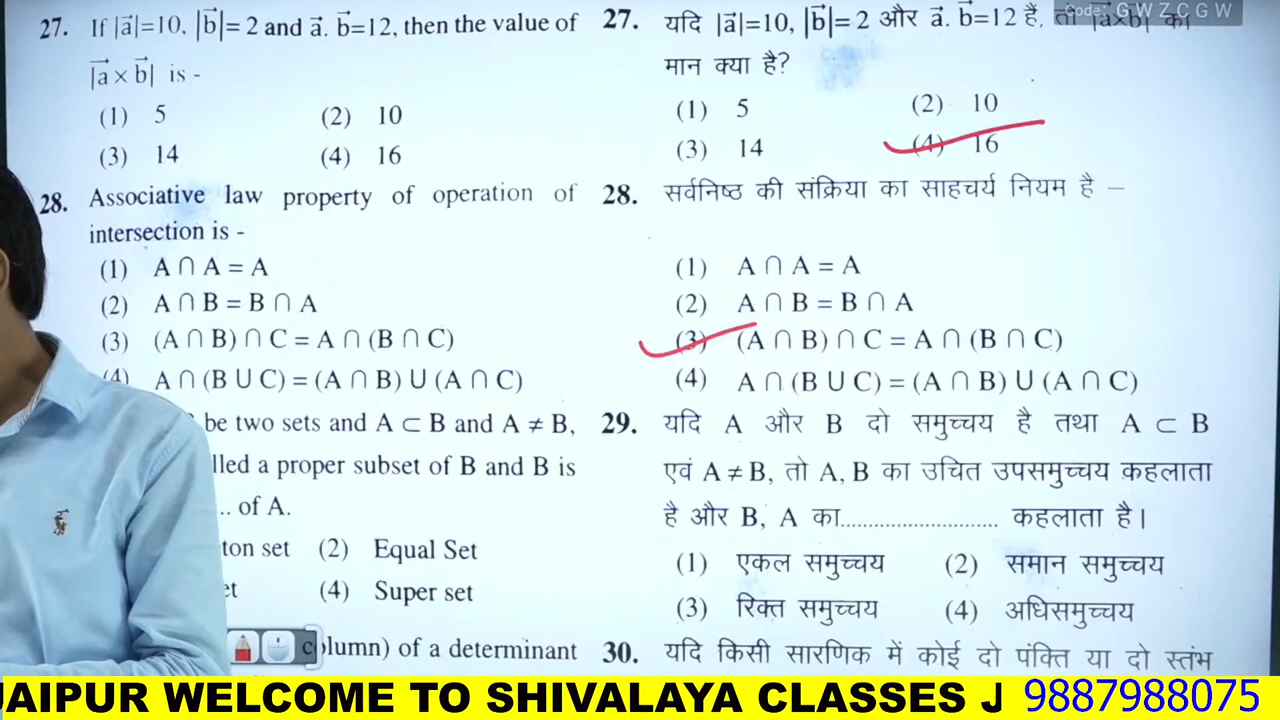 27. If |a⃗|=10, |b⃗|= 2 and a⃗. b⃗=12, then the value of
|a⃗ × b⃗| is -
(1) 5 (2) 10
(3) 14 (4) 16
28. Associative law property of operation of
intersection is -
(1) A ∩ A = A
(2) A ∩ B = B ∩ A
(3) (A ∩ B) ∩ C = A ∩ (B ∩ C)
(4) A ∩ (B U C) = (A ∩ B) U (A ∩ C)
be two sets and A ⊂ B and A ≠ B,
lled a proper subset of B and B is
.. of A.
ton set (2) Equal Set
et (4) Super set
olumn) of a determinant
Code: G W Z C G W
27. यदि |a⃗|=10, |b⃗|= 2 और a⃗. b⃗=12 हैं, तो |a⃗×b⃗| का
मान क्या है?
(1) 5 (2) 10
(3) 14 (4) 16
28. सर्वनिष्ठ की संक्रिया का साहचर्य नियम है –
(1) A ∩ A = A
(2) A ∩ B = B ∩ A
(3) (A ∩ B) ∩ C = A ∩ (B ∩ C)
(4) A ∩ (B U C) = (A ∩ B) U (A ∩ C)
29. यदि A और B दो समुच्चय है तथा A ⊂ B
एवं A ≠ B, तो A, B का उचित उपसमुच्चय कहलाता
है और B, A का............................ कहलाता है।
(1) एकल समुच्चय (2) समान समुच्चय
(3) रिक्त समुच्चय (4) अधिसमुच्चय
30. यदि किसी सारणिक में कोई दो पंक्ति या दो स्तंभ
JAIPUR WELCOME TO SHIVALAYA CLASSES J 9887988075